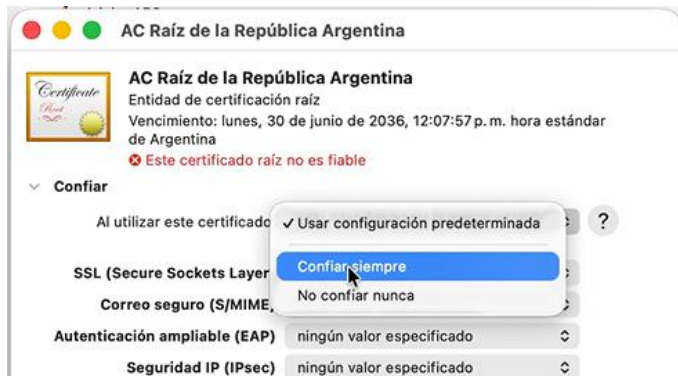 AC Raíz de la República Argentina
Certificate
Root
AC Raíz de la República Argentina
Entidad de certificación raíz
Vencimiento: lunes, 30 de junio de 2036, 12:07:57 p. m. hora estándar
de Argentina
Este certificado raíz no es fiable
Confiar
Al utilizar este certificado ✓ Usar configuración predeterminada ?
Confiar siempre
SSL (Secure Sockets Layer
No confiar nunca
Correo seguro (S/MIME,
Autenticación ampliable (EAP) ningún valor especificado
Seguridad IP (IPsec) ningún valor especificado